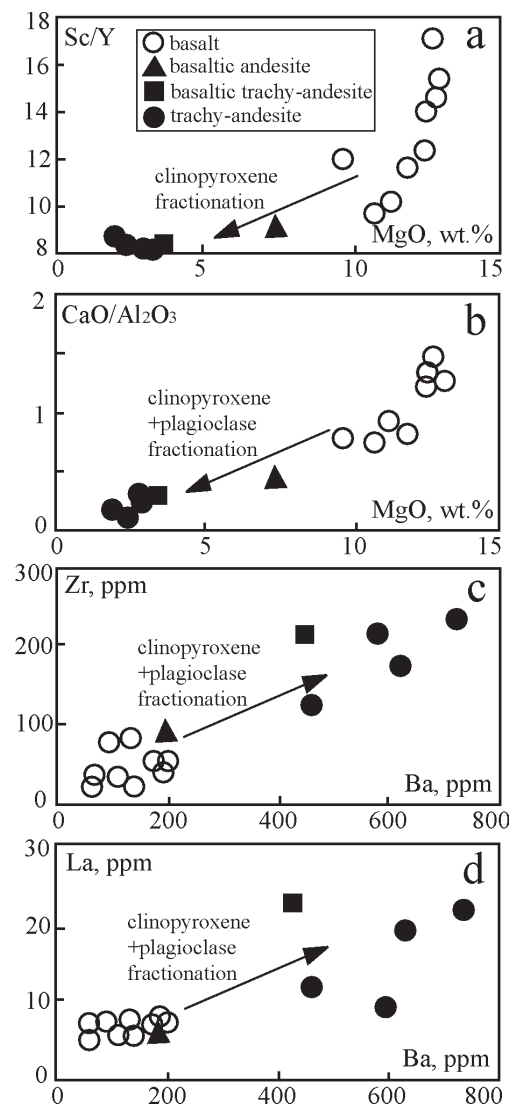 18
16
14
12
10
8
Sc/Y
a
basalt
basaltic andesite
basaltic trachy-andesite
trachy-andesite
clinopyroxene
fractionation
MgO, wt.%
0
5
10
15
2
1
0
CaO/Al₂O₃
b
clinopyroxene
+plagioclase
fractionation
MgO, wt.%
0
5
10
15
300
200
100
0
Zr, ppm
c
clinopyroxene
+plagioclase
fractionation
Ba, ppm
0
200
400
600
800
30
20
10
0
La, ppm
d
clinopyroxene
+plagioclase
fractionation
Ba, ppm
0
200
400
600
800